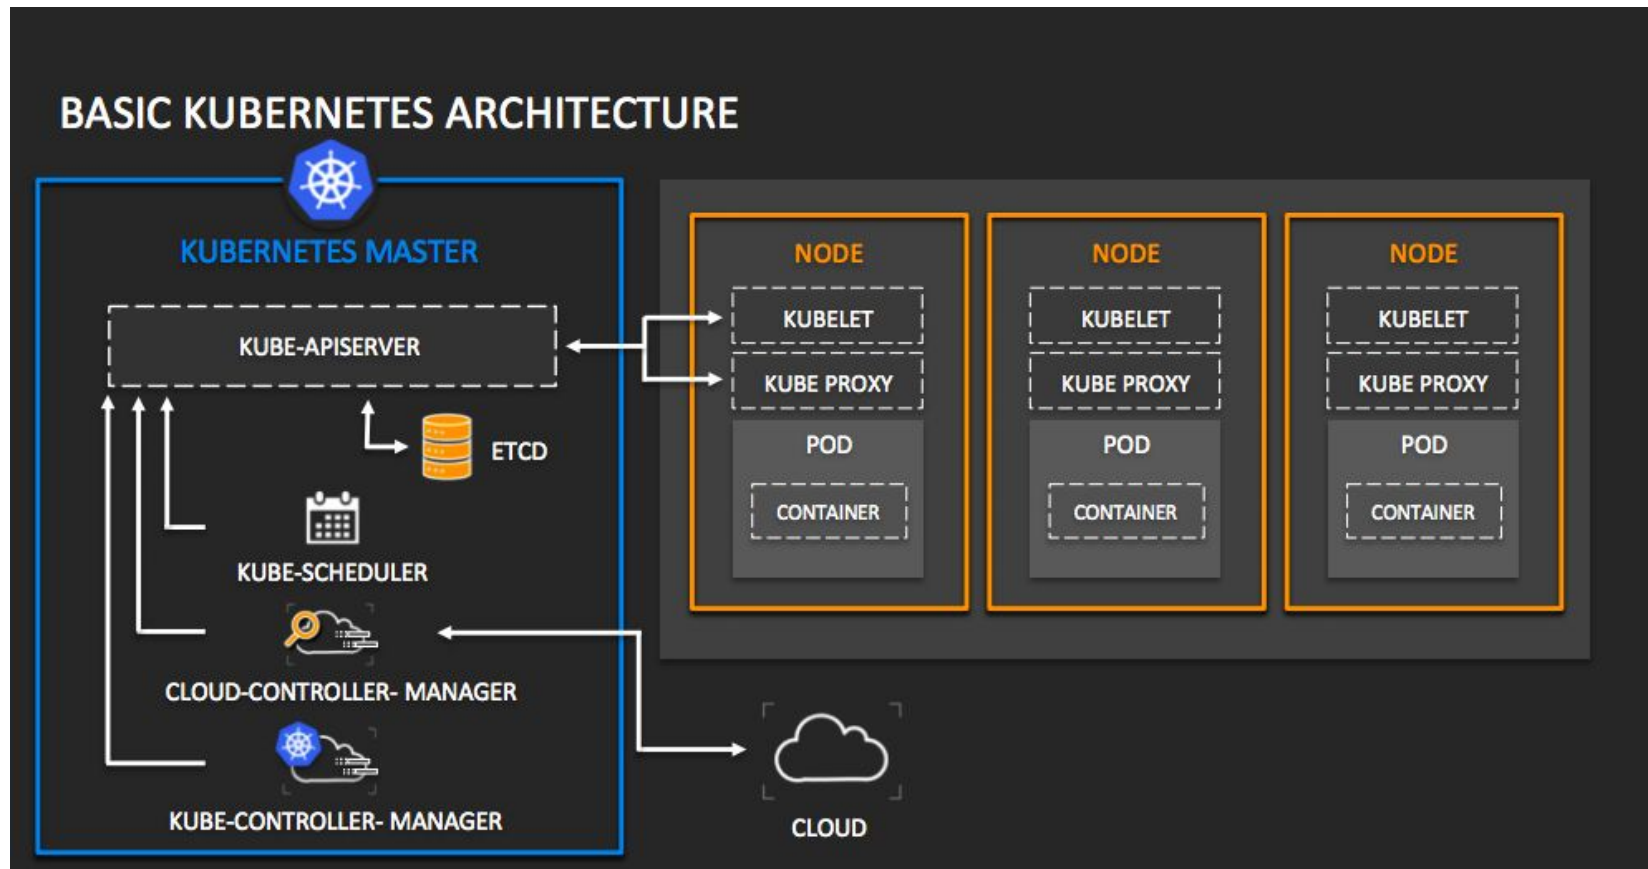 BASIC KUBERNETES ARCHITECTURE
KUBERNETES MASTER
KUBE-APISERVER
ETCD
KUBE-SCHEDULER
CLOUD-CONTROLLER- MANAGER
KUBE-CONTROLLER- MANAGER
NODE
KUBELET
KUBE PROXY
POD
CONTAINER
NODE
KUBELET
KUBE PROXY
POD
CONTAINER
NODE
KUBELET
KUBE PROXY
POD
CONTAINER
CLOUD